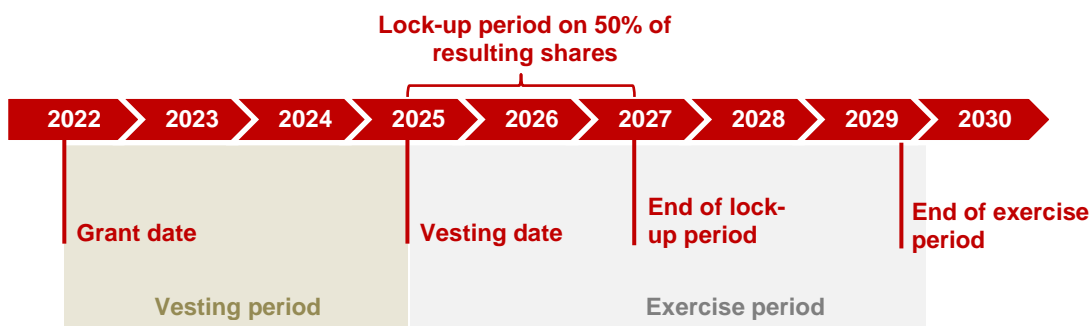 Lock-up period on 50% of
resulting shares
2022 2023 2024 2025 2026 2027 2028 2029 2030
Grant date
Vesting date
End of lock-
up period
End of exercise
period
Vesting period
Exercise period